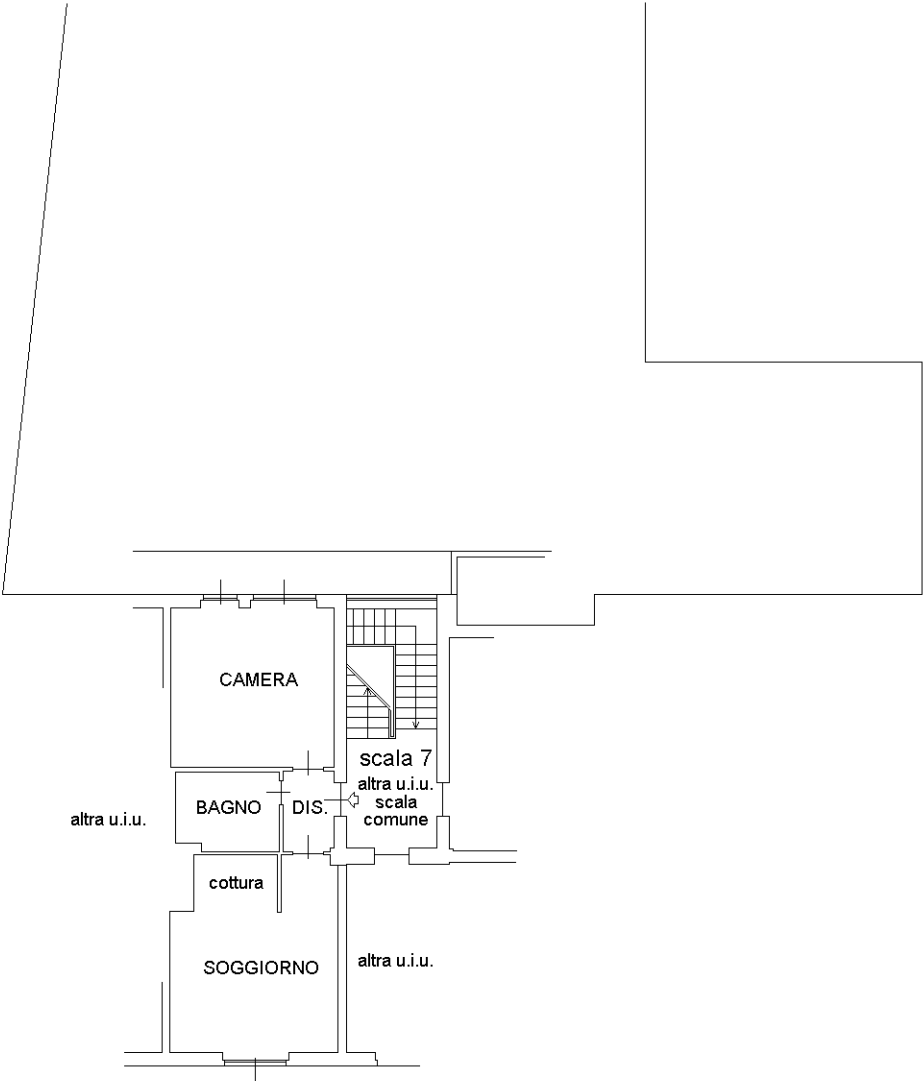 CAMERA
scala 7
altra u.i.u.
scala
comune
BAGNO
DIS.
altra u.i.u.
cottura
SOGGIORNO
altra u.i.u.